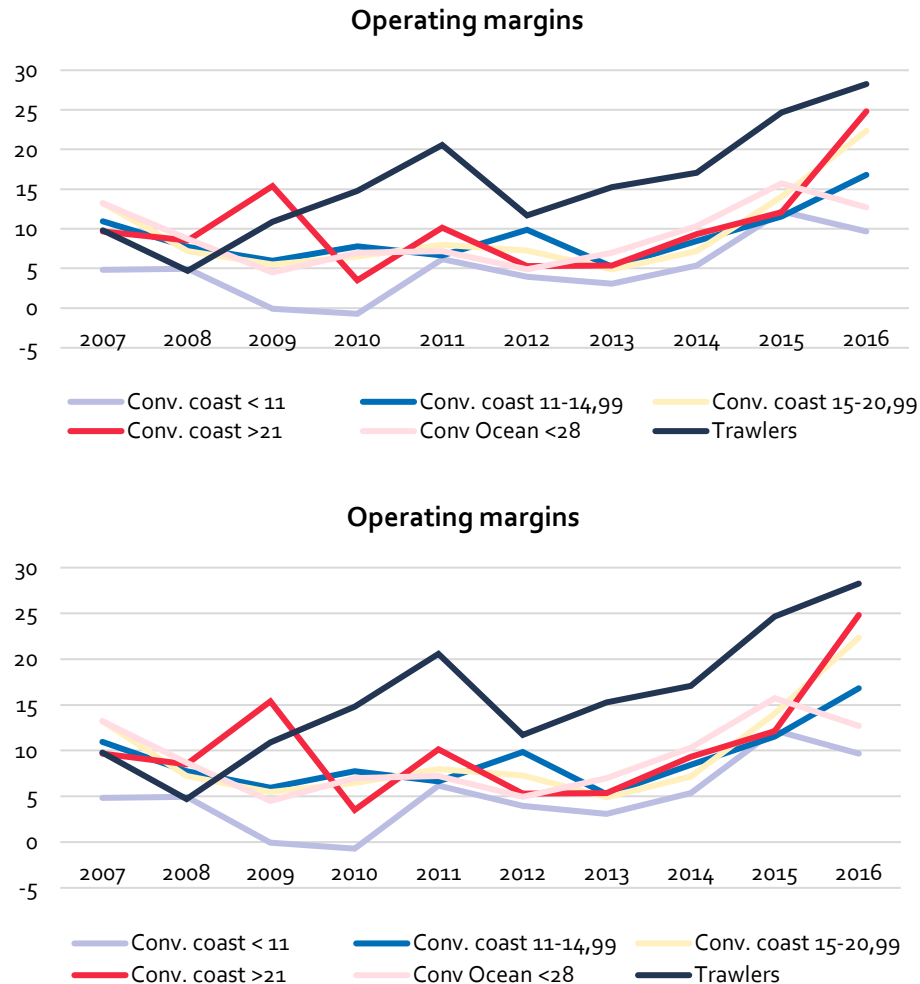 Operating margins
30
25
20
15
10
5
0
-5
2007 2008 2009 2010 2011 2012 2013 2014 2015 2016
Conv. coast < 11 Conv. coast 11-14,99 Conv. coast 15-20,99
Conv. coast >21 Conv Ocean <28 Trawlers
Operating margins
30
25
20
15
10
5
0
-5
2007 2008 2009 2010 2011 2012 2013 2014 2015 2016
Conv. coast < 11 Conv. coast 11-14,99 Conv. coast 15-20,99
Conv. coast >21 Conv Ocean <28 Trawlers